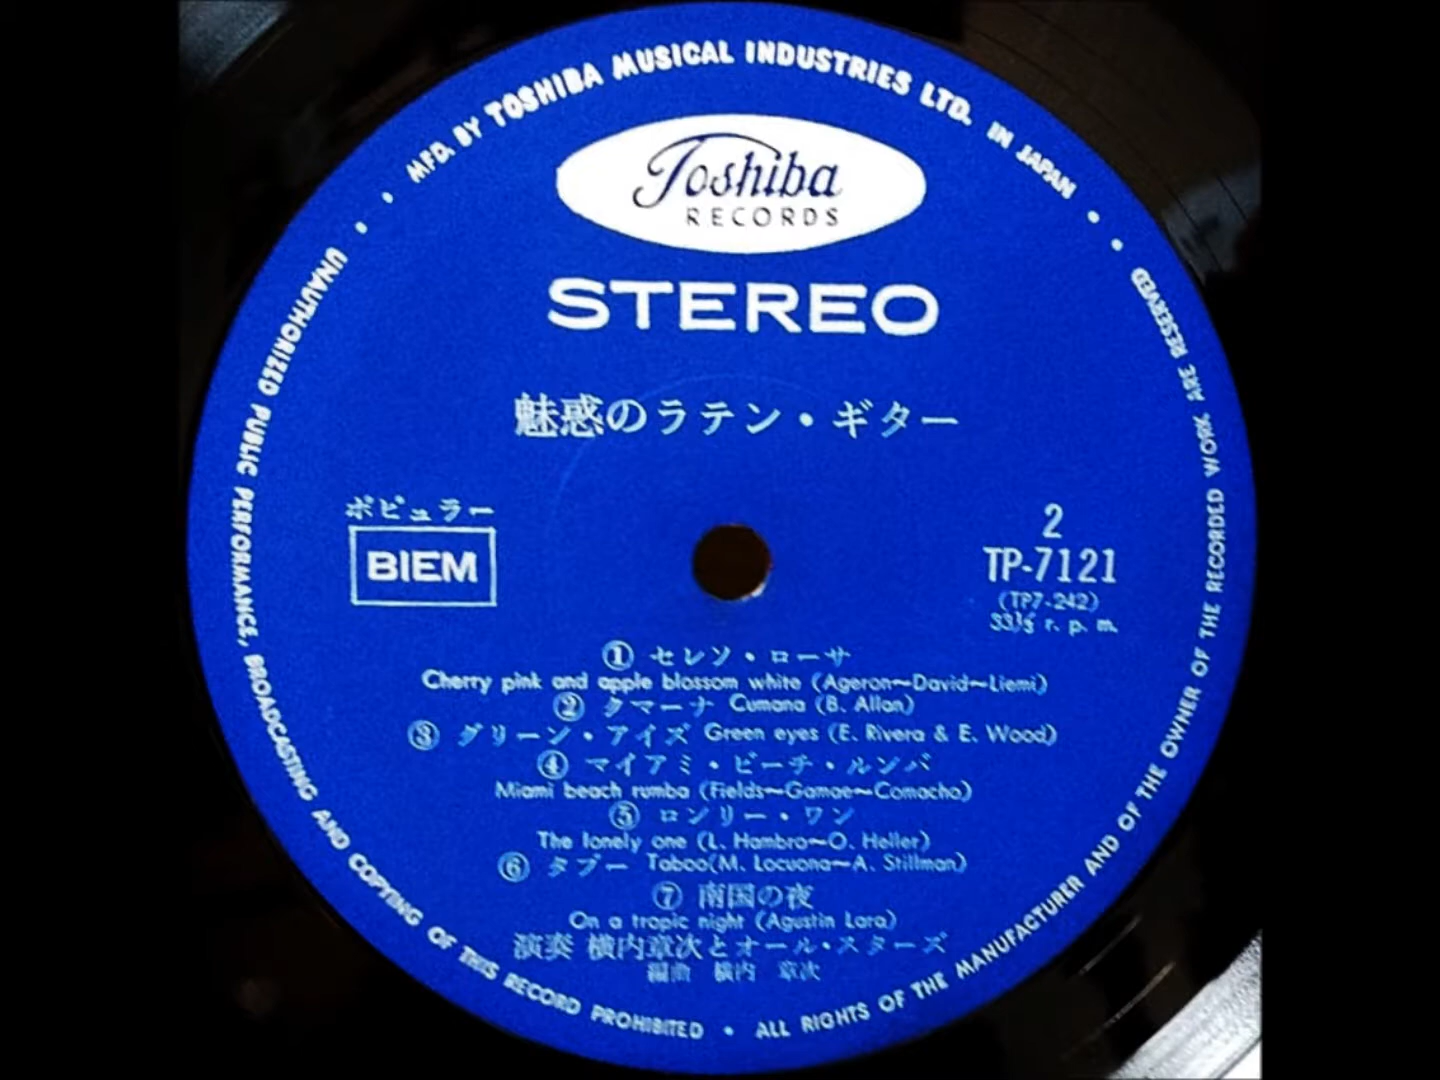 MFD. BY TOSHIBA MUSICAL INDUSTRIES LTD. IN JAPAN
Toshiba
RECORDS
STEREO
魅惑のラテン・ギター
ポピュラー
BIEM
2
TP-7121
(TP7-242)
33⅓ r. p. m.
① セレソ・ローサ
Cherry pink and apple blossom white (Ageron~David~Liemi)
② クマーナ Cumana (B. Allan)
③ グリーン・アイズ Green eyes (E. Rivera & E. Wood)
④ マイアミ・ビーチ・ルンバ
Miami beach rumba (Fields~Gamae~Comacho)
⑤ ロンリー・ワン
The lonely one (L. Hambro~O. Heller)
⑥ タブー Taboo(M. Locuona~A. Stillman)
⑦ 南国の夜
On a tropic night (Agustin Lara)
演奏 横内章次とオール・スターズ
編曲 横内 章次
ALL RIGHTS OF THE MANUFACTURER AND OF THE OWNER OF THE RECORDED WORK ARE RESERVED
UNAUTHORIZED PUBLIC PERFORMANCE, BROADCASTING AND COPYING OF THIS RECORD PROHIBITED